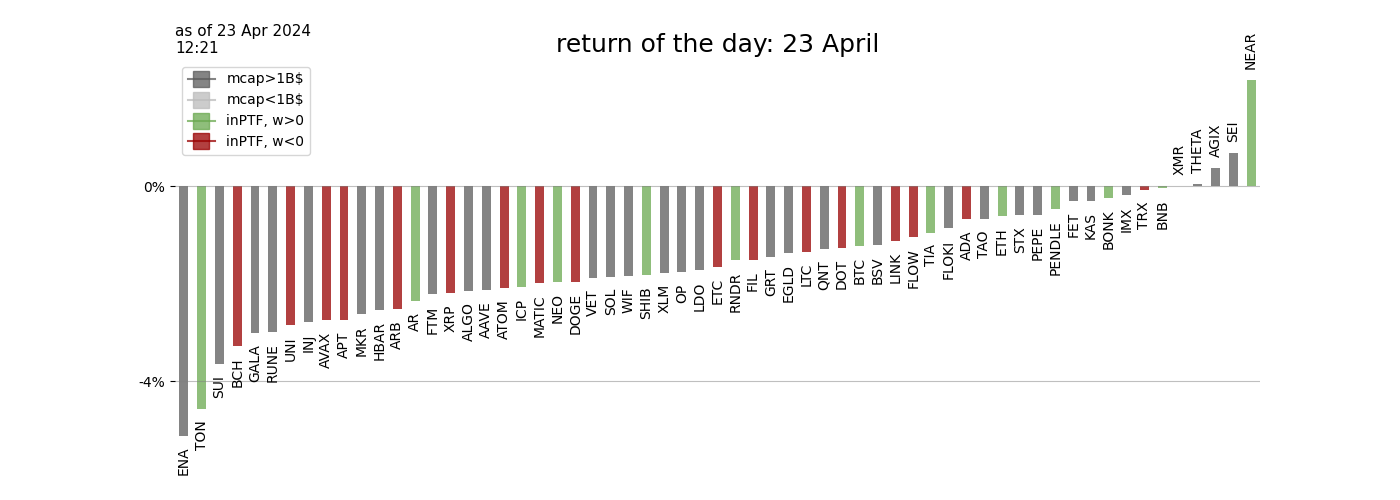 as of 23 Apr 2024
12:21
return of the day: 23 April
mcap>1B$
mcap<1B$
inPTF, w>0
inPTF, w<0
0%
-4%
ENA
TON
SUI
BCH
GALA
RUNE
UNI
INJ
AVAX
APT
MKR
HBAR
ARB
AR
FTM
XRP
ALGO
AAVE
ATOM
ICP
MATIC
NEO
DOGE
VET
SOL
WIF
SHIB
XLM
OP
LDO
ETC
RNDR
FIL
GRT
EGLD
LTC
QNT
DOT
BTC
BSV
LINK
FLOW
TIA
FLOKI
ADA
TAO
ETH
STX
PEPE
PENDLE
FET
KAS
BONK
IMX
TRX
BNB
XMR
THETA
AGIX
SEI
NEAR